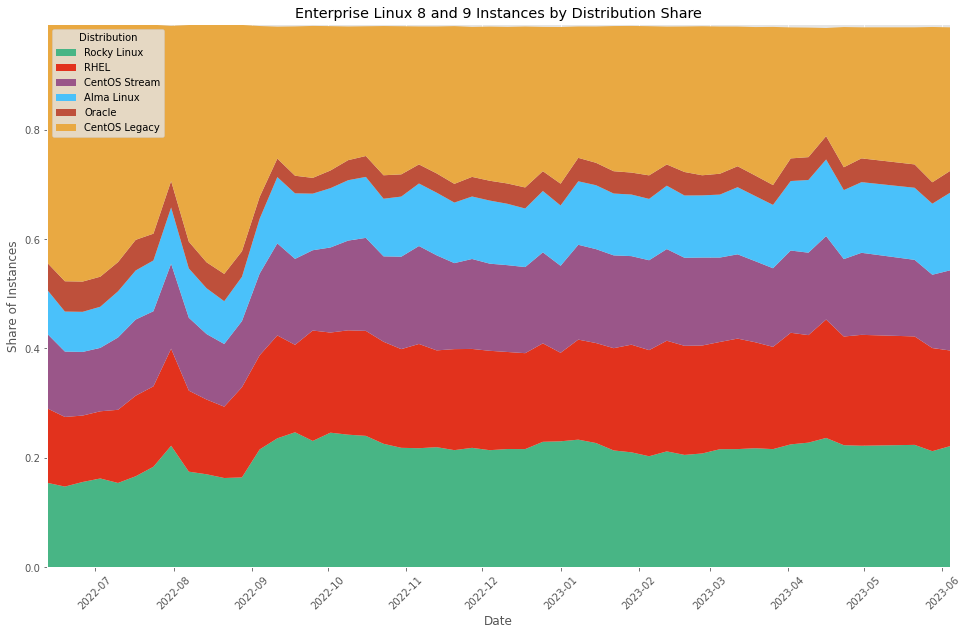 Enterprise Linux 8 and 9 Instances by Distribution Share
Distribution
Rocky Linux
RHEL
CentOS Stream
Alma Linux
Oracle
CentOS Legacy
0.8
0.6
0.4
0.2
0.0
Share of Instances
2022-07
2022-08
2022-09
2022-10
2022-11
2022-12
2023-01
2023-02
2023-03
2023-04
2023-05
2023-06
Date